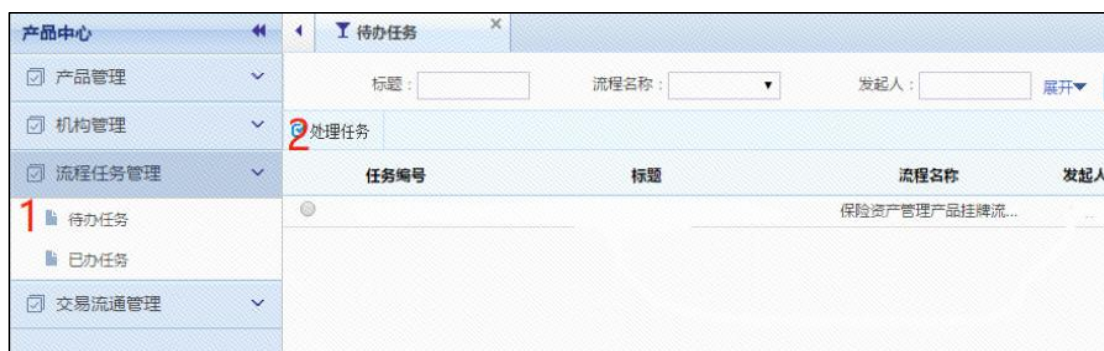 产品中心 待办任务
产品管理
标题： 流程名称： 发起人： 展开
机构管理
2 处理任务
流程任务管理
任务编号 标题 流程名称 发起人
1 待办任务
保险资产管理产品挂牌流...
已办任务
交易流通管理